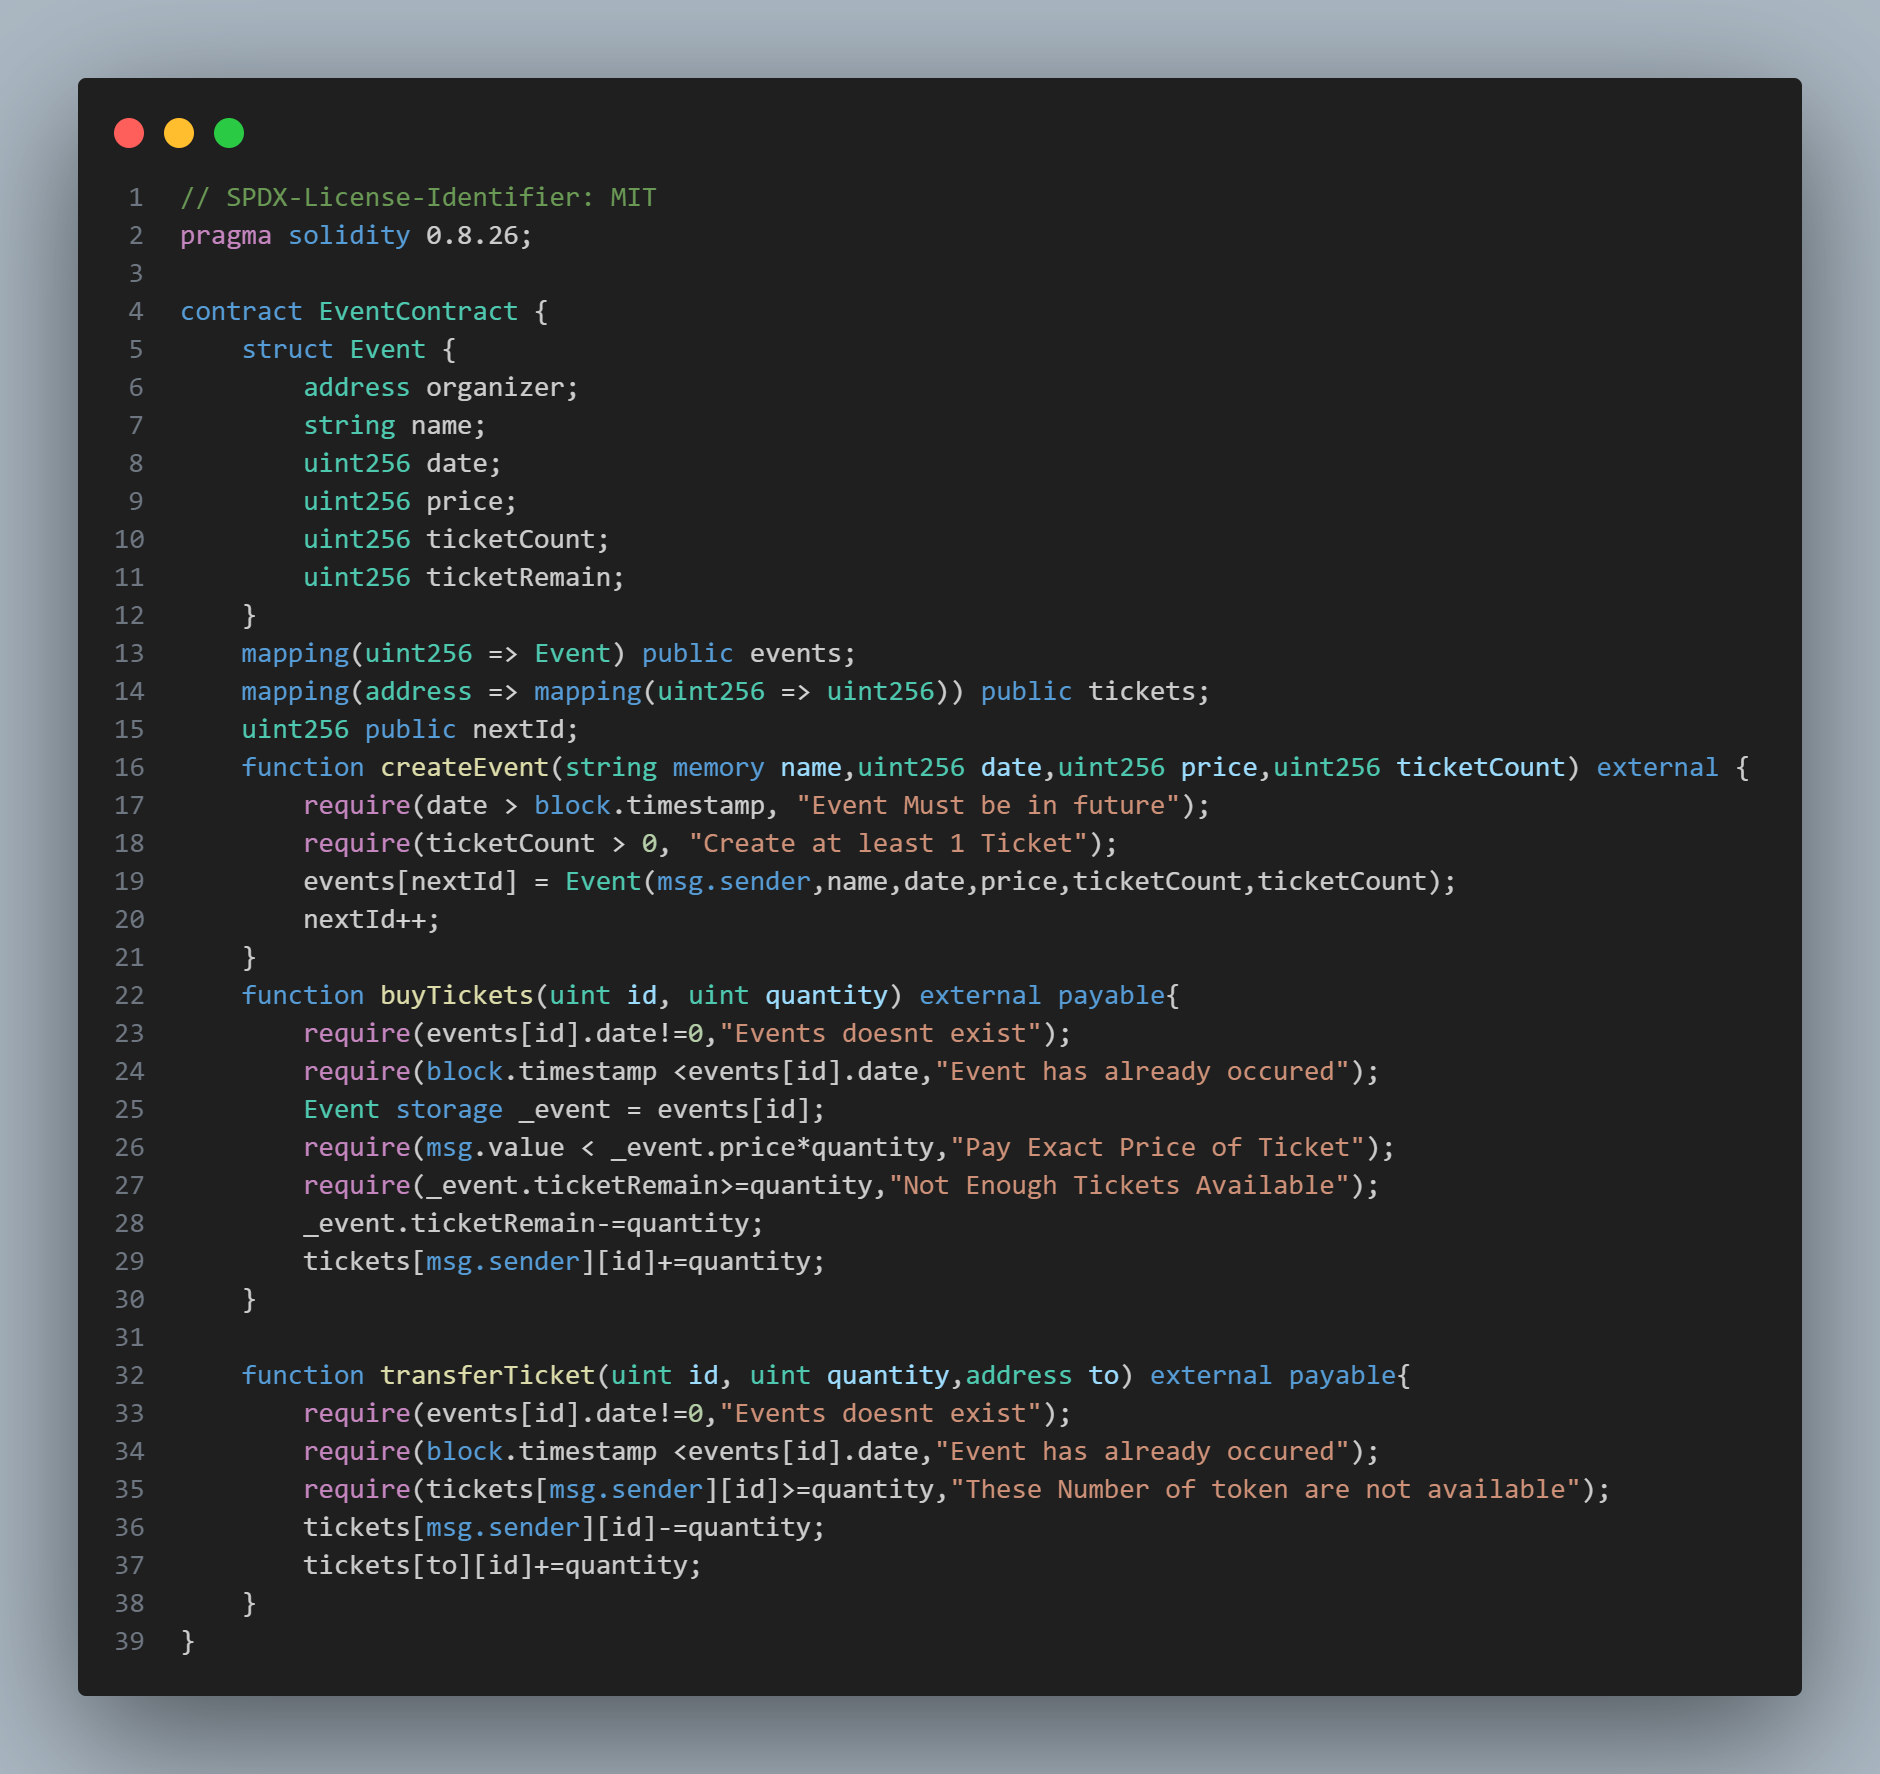 1 // SPDX-License-Identifier: MIT
2 pragma solidity 0.8.26;
3
4 contract EventContract {
5     struct Event {
6         address organizer;
7         string name;
8         uint256 date;
9         uint256 price;
10         uint256 ticketCount;
11         uint256 ticketRemain;
12     }
13     mapping(uint256 => Event) public events;
14     mapping(address => mapping(uint256 => uint256)) public tickets;
15     uint256 public nextId;
16     function createEvent(string memory name,uint256 date,uint256 price,uint256 ticketCount) external {
17         require(date > block.timestamp, "Event Must be in future");
18         require(ticketCount > 0, "Create at least 1 Ticket");
19         events[nextId] = Event(msg.sender,name,date,price,ticketCount,ticketCount);
20         nextId++;
21     }
22     function buyTickets(uint id, uint quantity) external payable{
23         require(events[id].date!=0,"Events doesnt exist");
24         require(block.timestamp <events[id].date,"Event has already occured");
25         Event storage _event = events[id];
26         require(msg.value < _event.price*quantity,"Pay Exact Price of Ticket");
27         require(_event.ticketRemain>=quantity,"Not Enough Tickets Available");
28         _event.ticketRemain-=quantity;
29         tickets[msg.sender][id]+=quantity;
30     }
31
32     function transferTicket(uint id, uint quantity,address to) external payable{
33         require(events[id].date!=0,"Events doesnt exist");
34         require(block.timestamp <events[id].date,"Event has already occured");
35         require(tickets[msg.sender][id]>=quantity,"These Number of token are not available");
36         tickets[msg.sender][id]-=quantity;
37         tickets[to][id]+=quantity;
38     }
39 }